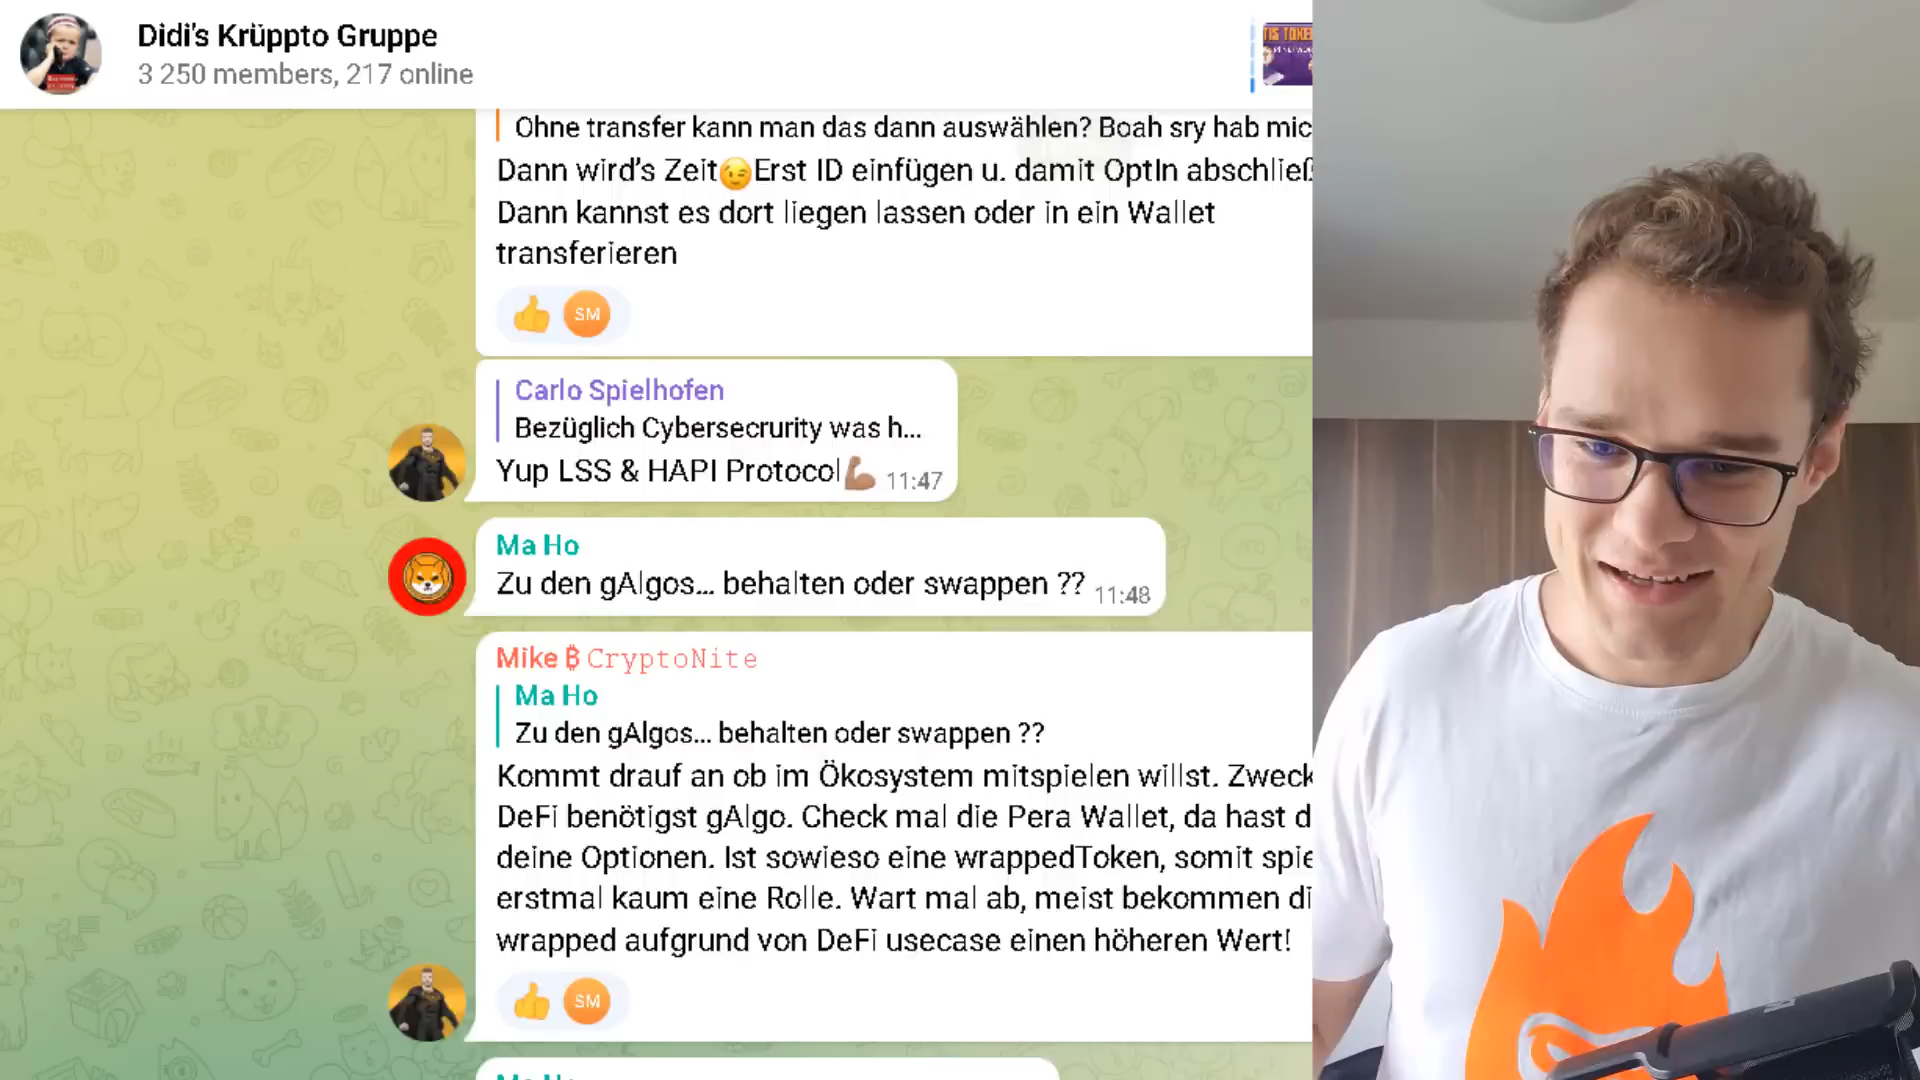 Didi's Krüppto Gruppe
3 250 members, 217 online
TIS TOKE
Ohne transfer kann man das dann auswählen? Boah sry hab mic
Dann wird's Zeit😉Erst ID einfügen u. damit OptIn abschließ
Dann kannst es dort liegen lassen oder in ein Wallet
transferieren
SM
Carlo Spielhofen
Bezüglich Cybersecrurity was h...
Yup LSS & HAPI Protocol💪🏽 11:47
Ma Ho
Zu den gAlgos... behalten oder swappen ?? 11:48
Mike ₿ CryptoNite
Ma Ho
Zu den gAlgos... behalten oder swappen ??
Kommt drauf an ob im Ökosystem mitspielen willst. Zweck
DeFi benötigst gAlgo. Check mal die Pera Wallet, da hast d
deine Optionen. Ist sowieso eine wrappedToken, somit spie
erstmal kaum eine Rolle. Wart mal ab, meist bekommen di
wrapped aufgrund von DeFi usecase einen höheren Wert!
SM
Ma Ho